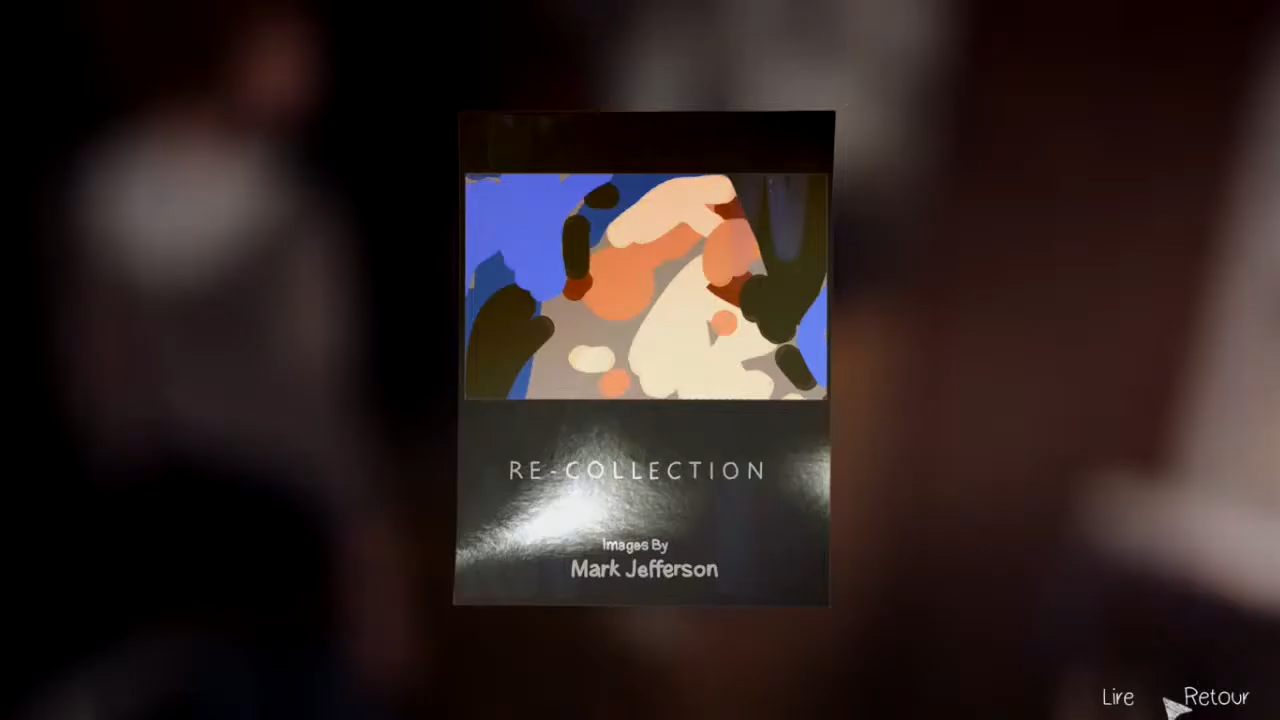 RE-COLLECTION
Images By
Mark Jefferson
Lire
Retour